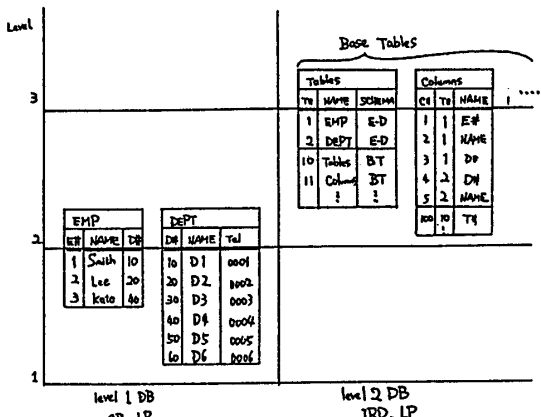 Level
Base Tables
Tables
T# NAME SCHEMA
1 EMP E-D
2 DEPT E-D
10 Tables BT
11 Columns BT
Columns
C# T# NAME
1 1 E#
2 1 NAME
3 1 D#
4 2 D#
5 2 NAME
100 10 T#
3
EMP
E# NAME D#
1 Smith 10
2 Lee 20
3 Kato 40
DEPT
D# NAME Tel
10 D1 0001
20 D2 0002
30 D3 0003
40 D4 0004
50 D5 0005
60 D6 0006
2
1
level 1 DB
level 2 DB
IRD, LP